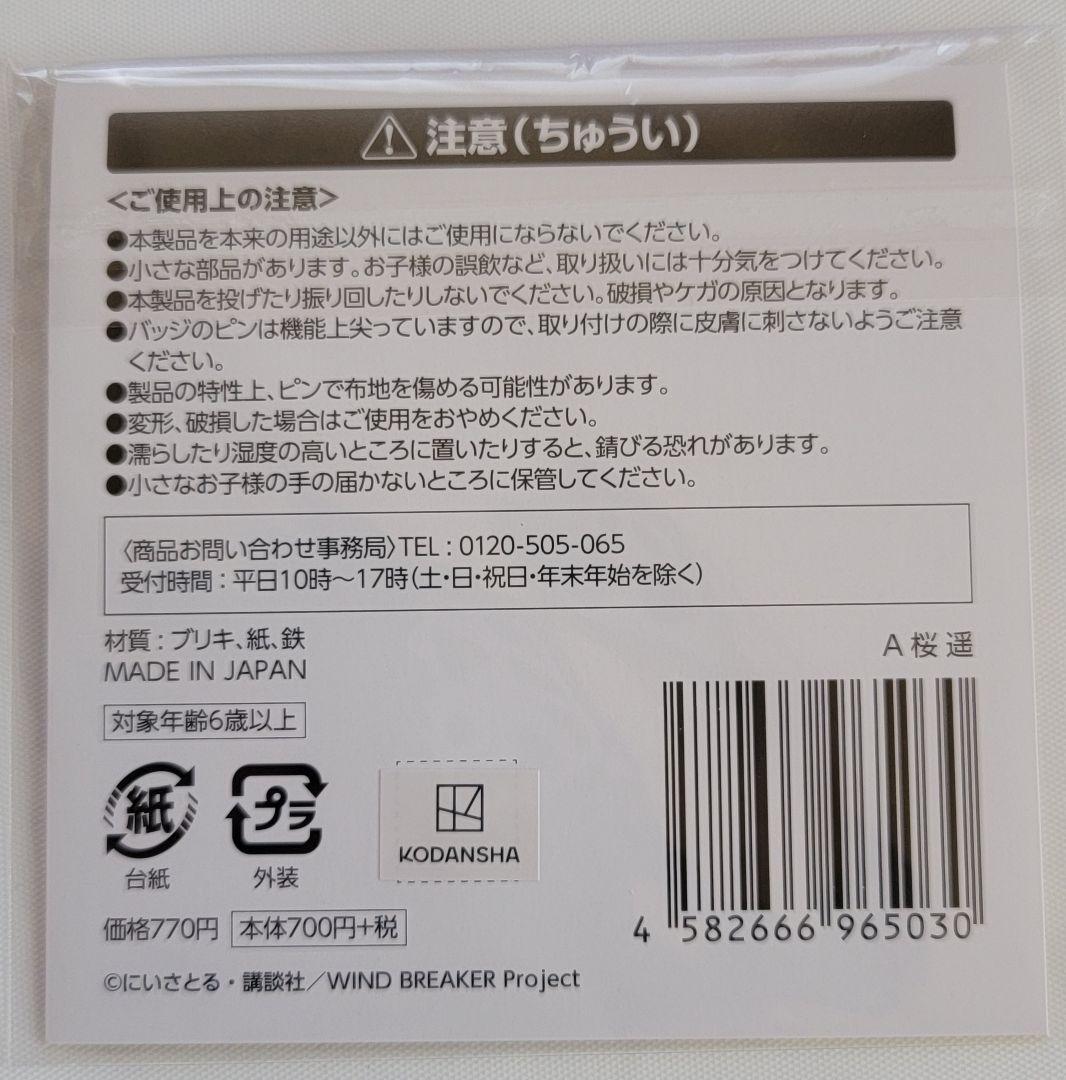 注意(ちゅうい)
<ご使用上の注意>
●本製品を本来の用途以外にはご使用にならないでください。
●小さな部品があります。お子様の誤飲など、取り扱いには十分気をつけてください。
●本製品を投げたり振り回したりしないでください。破損やケガの原因となります。
●バッジのピンは機能上尖っていますので、取り付けの際に皮膚に刺さないようご注意
ください。
●製品の特性上、ピンで布地を傷める可能性があります。
●変形、破損した場合はご使用をおやめください。
●濡らしたり湿度の高いところに置いたりすると、錆びる恐れがあります。
●小さなお子様の手の届かないところに保管してください。
〈商品お問い合わせ事務局〉TEL:0120-505-065
受付時間:平日10時~17時(土・日・祝日・年末年始を除く)
材質:ブリキ、紙、鉄
MADE IN JAPAN
A 桜 遥
対象年齢6歳以上
紙
台紙
プラ
外装
KODANSHA
価格770円 本体700円+税
4 582666 965030
©にいさとる・講談社/WIND BREAKER Project